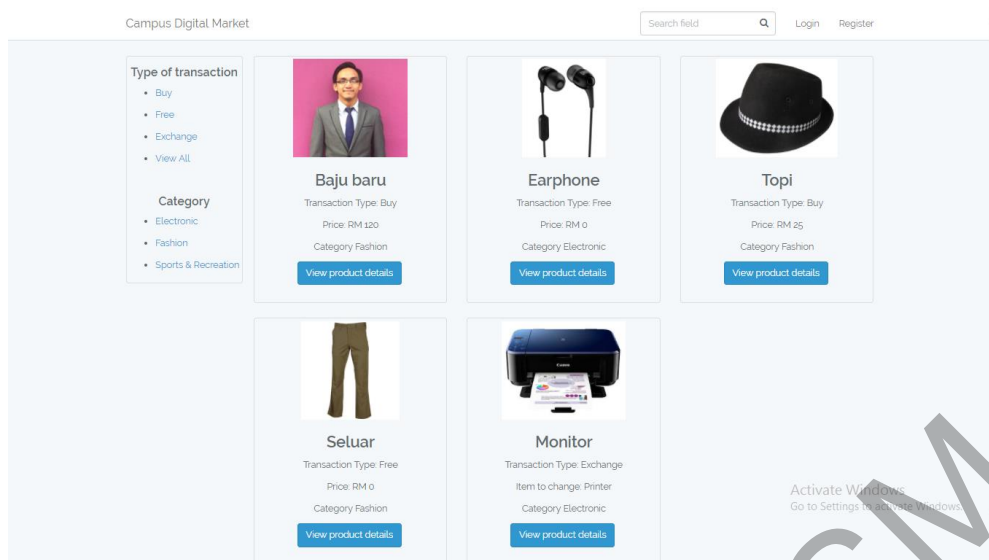 Campus Digital Market
Search field
Login
Register
Type of transaction
Buy
Free
Exchange
View All
Category
Electronic
Fashion
Sports & Recreation
Baju baru
Transaction Type: Buy
Price: RM 120
Category Fashion
View product details
Earphone
Transaction Type: Free
Price: RM 0
Category Electronic
View product details
Topi
Transaction Type: Buy
Price: RM 25
Category Fashion
View product details
Seluar
Transaction Type: Free
Price: RM 0
Category Fashion
View product details
Canon
Monitor
Transaction Type: Exchange
Item to change: Printer
Category Electronic
View product details
Activate Windows
Go to Settings to activate Windows.